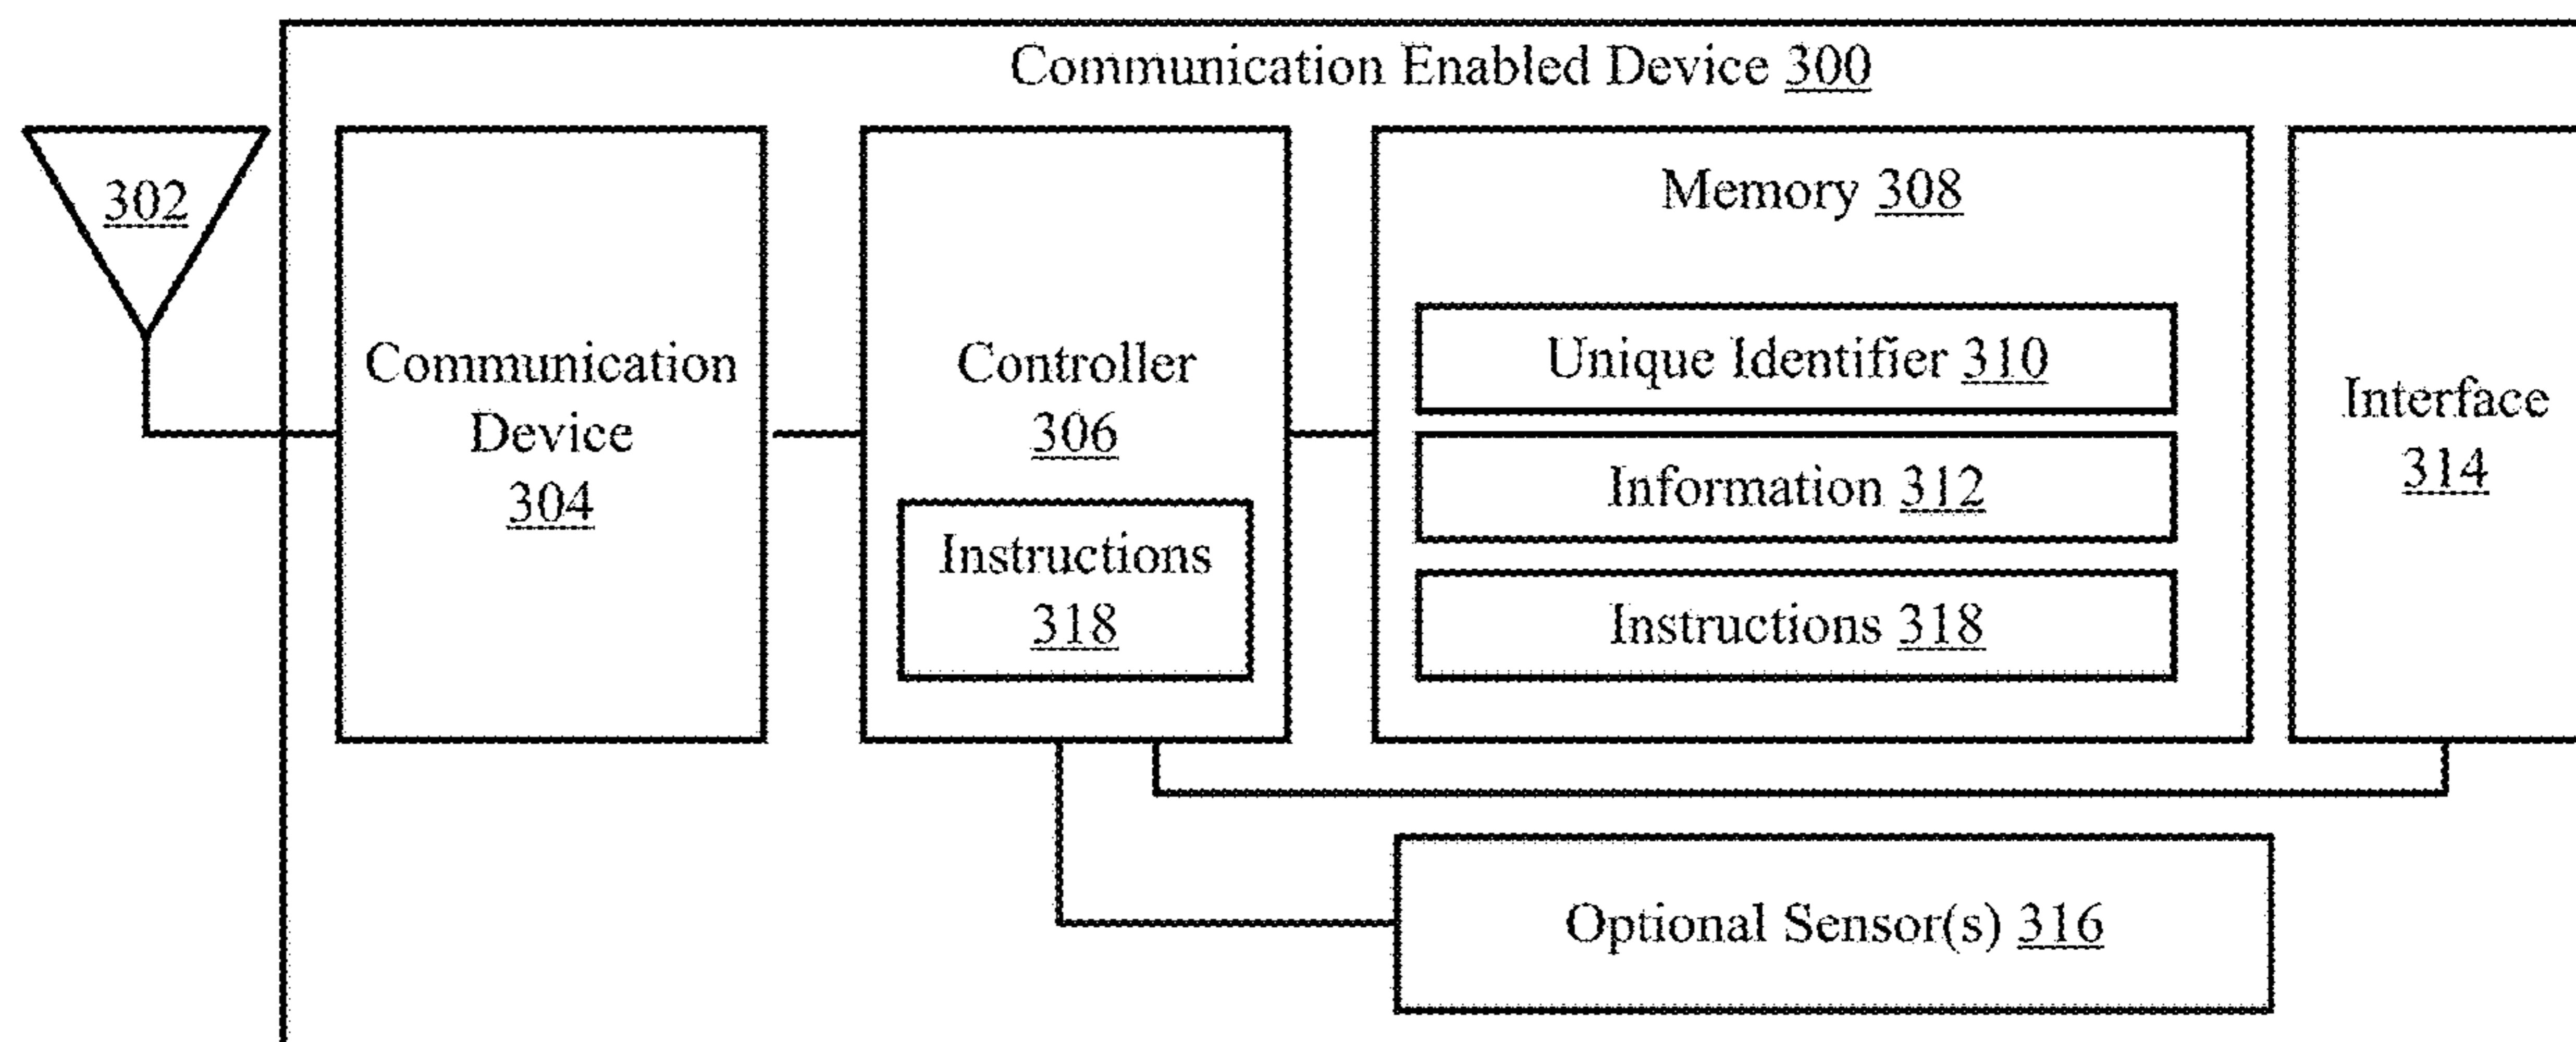 Communication Enabled Device 300
302
Communication
Device
304
Controller
306
Instructions
318
Memory 308
Unique Identifier 310
Information 312
Instructions 318
Interface
314
Optional Sensor(s) 316